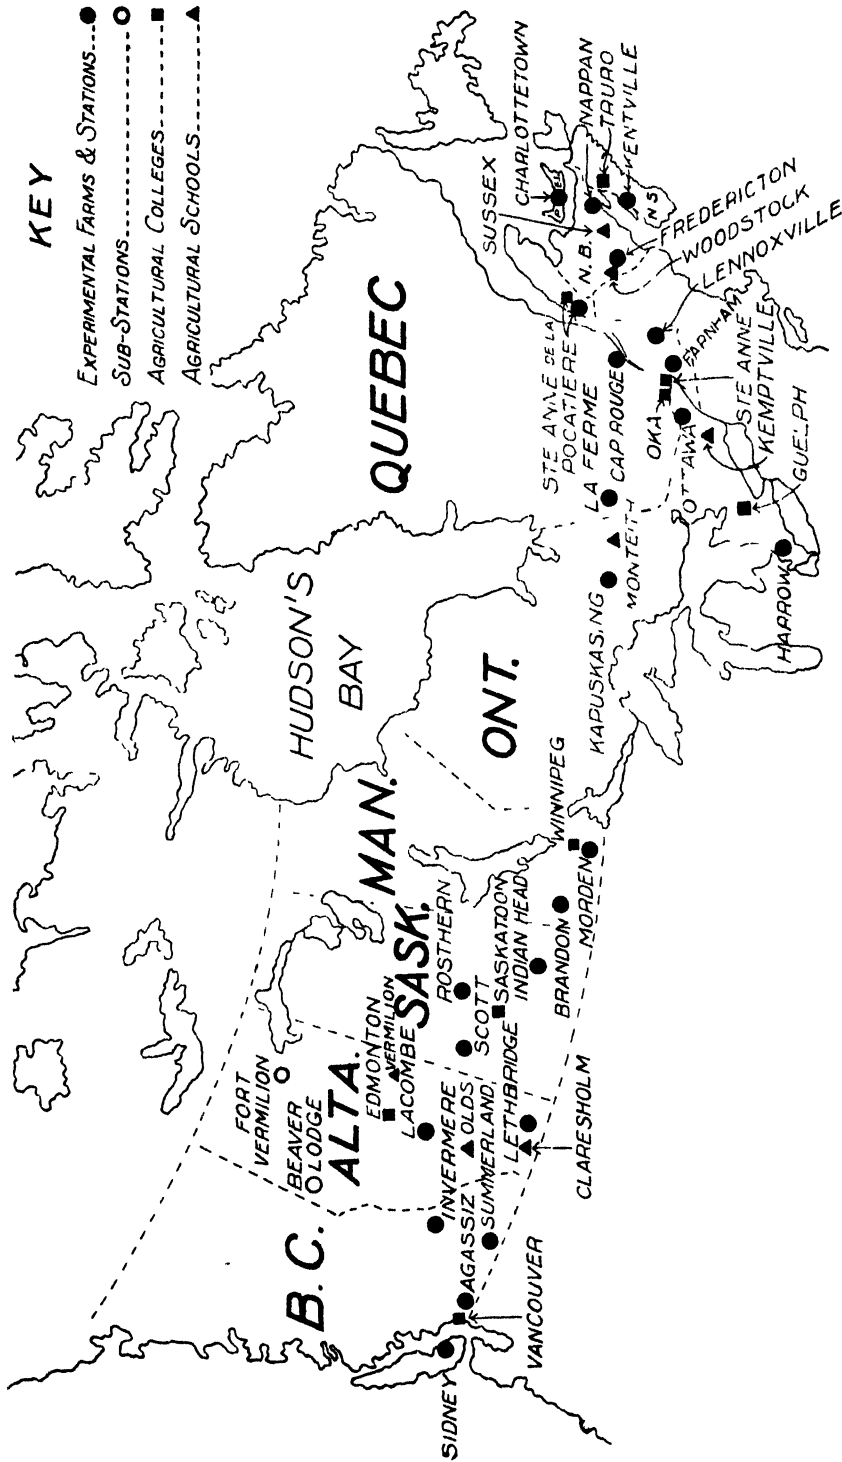 KEY
EXPERIMENTAL FARMS & STATIONS
SUB-STATIONS
AGRICULTURAL COLLEGES
AGRICULTURAL SCHOOLS
B.C.
ALTA.
SASK.
MAN.
ONT.
QUEBEC
HUDSON'S
BAY
FORT
VERMILION
BEAVER
LODGE
EDMONTON
VERMILION
LACOMBE
INVERMERE
OLDS
AGASSIZ
SUMMERLAND
LETHBRIDGE
CLARESHOLM
VANCOUVER
SIDNEY
ROSTHERN
SCOTT
SASKATOON
INDIAN HEAD
BRANDON
MORDEN
WINNIPEG
KAPUSKAS.NG
MONTEITH
LA FERME
CAP ROUGE
STE ANNE DE LA
POCATIERE
OKA
OTTAWA
HARROW
GUELPH
KEMPTVILLE
STE ANNE
FARNHAM
LENNOXVILLE
WOODSTOCK
FREDERICTON
N.B.
SUSSEX
CHARLOTTETOWN
P.E.I.
NAPPAN
TRURO
KENTVILLE
N S